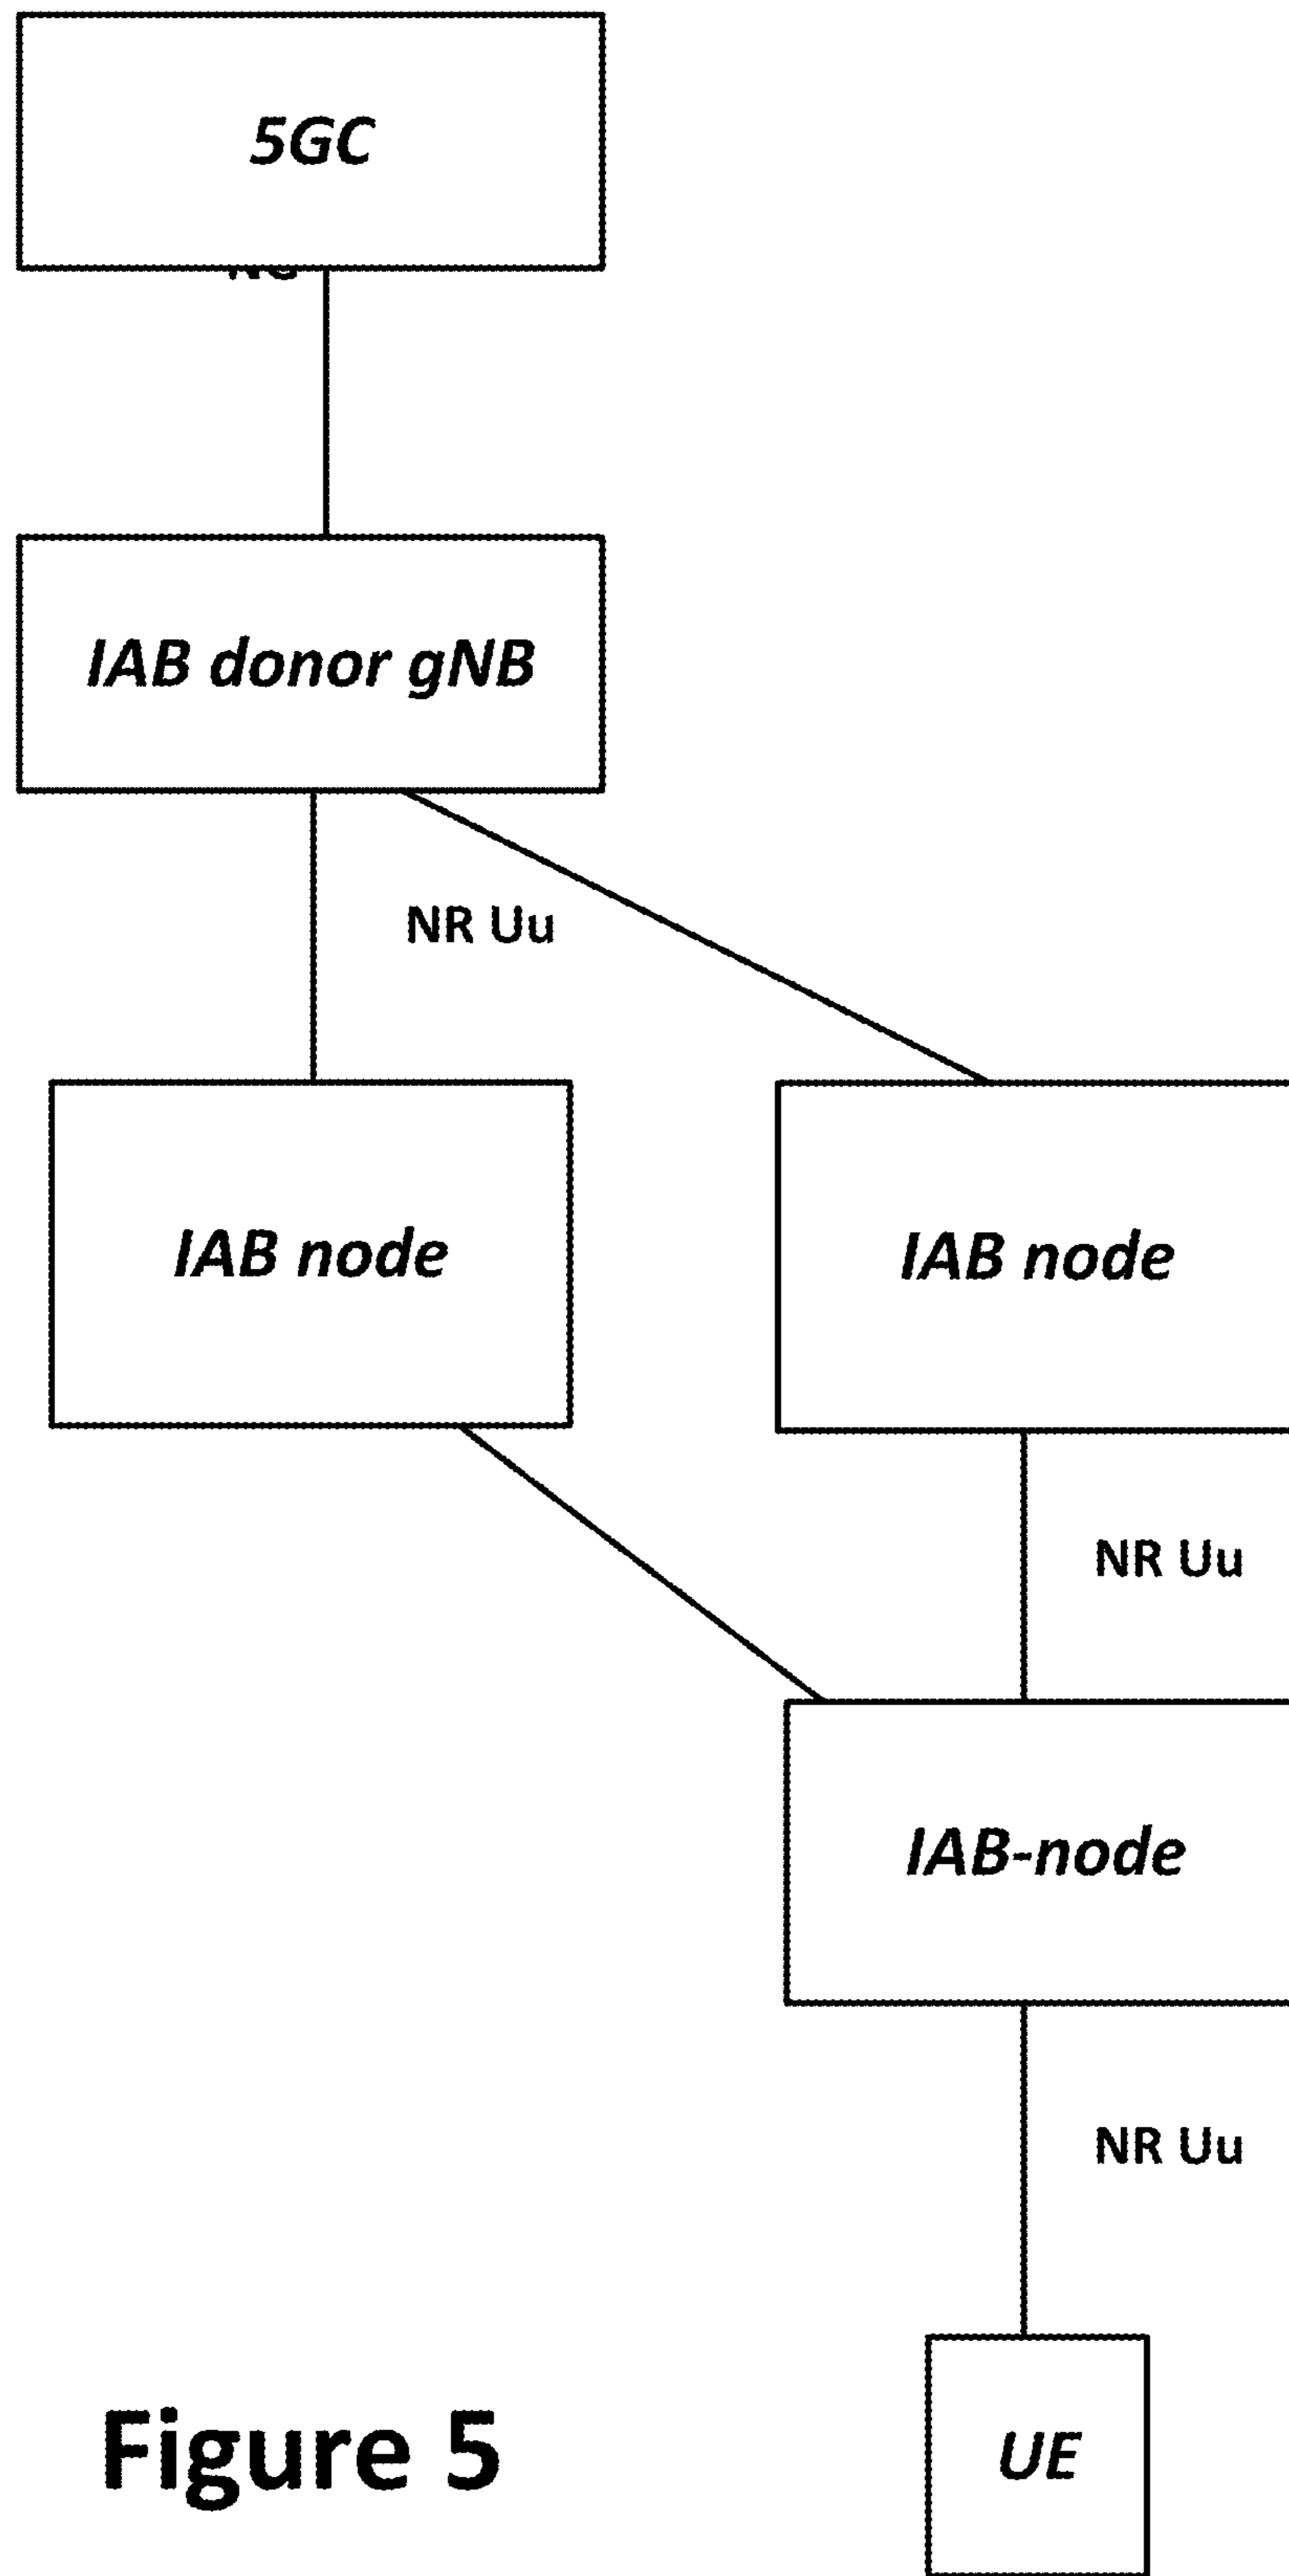 5GC
IAB donor gNB
NR Uu
IAB node
IAB node
NR Uu
IAB-node
NR Uu
UE
Figure 5